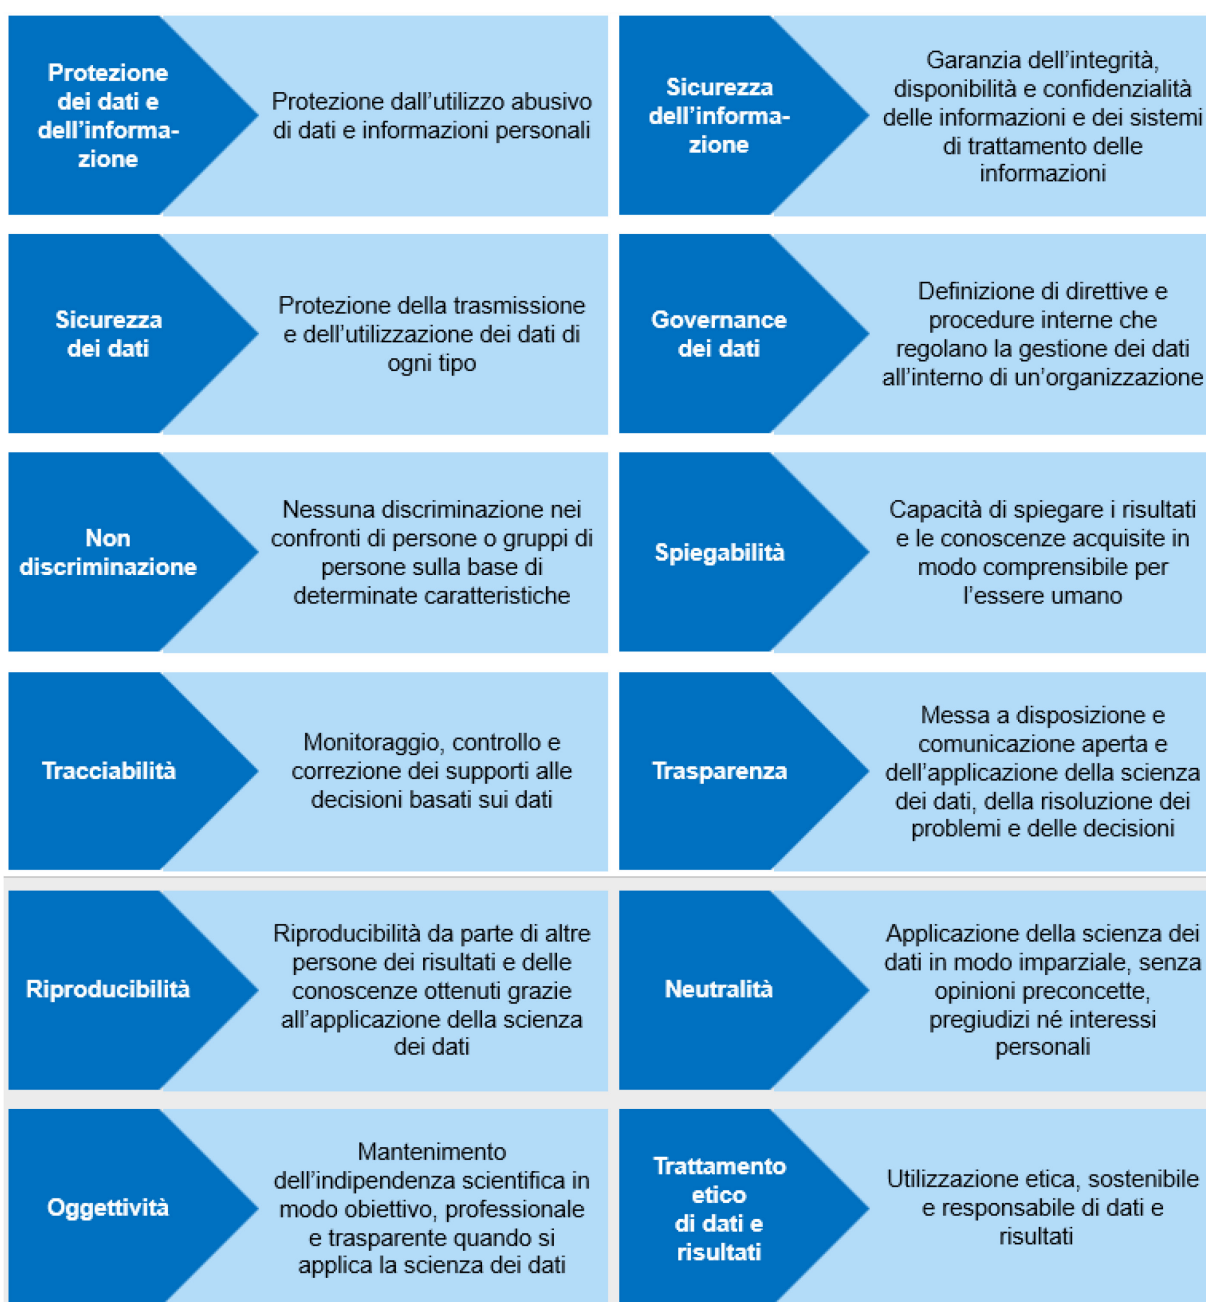 Protezione
dei dati e
dell'informa-
zione
Protezione dall'utilizzo abusivo
di dati e informazioni personali
Sicurezza
dell'informa-
zione
Garanzia dell'integrità,
disponibilità e confidenzialità
delle informazioni e dei sistemi
di trattamento delle
informazioni
Sicurezza
dei dati
Protezione della trasmissione
e dell'utilizzazione dei dati di
ogni tipo
Governance
dei dati
Definizione di direttive e
procedure interne che
regolano la gestione dei dati
all'interno di un'organizzazione
Non
discriminazione
Nessuna discriminazione nei
confronti di persone o gruppi di
persone sulla base di
determinate caratteristiche
Spiegabilità
Capacità di spiegare i risultati
e le conoscenze acquisite in
modo comprensibile per
l'essere umano
Tracciabilità
Monitoraggio, controllo e
correzione dei supporti alle
decisioni basati sui dati
Trasparenza
Messa a disposizione e
comunicazione aperta e
dell'applicazione della scienza
dei dati, della risoluzione dei
problemi e delle decisioni
Riproducibilità
Riproducibilità da parte di altre
persone dei risultati e delle
conoscenze ottenuti grazie
all'applicazione della scienza
dei dati
Neutralità
Applicazione della scienza dei
dati in modo imparziale, senza
opinioni preconcette,
pregiudizi né interessi
personali
Oggettività
Mantenimento
dell'indipendenza scientifica in
modo obiettivo, professionale
e trasparente quando si
applica la scienza dei dati
Trattamento
etico
di dati e
risultati
Utilizzazione etica, sostenibile
e responsabile di dati e
risultati